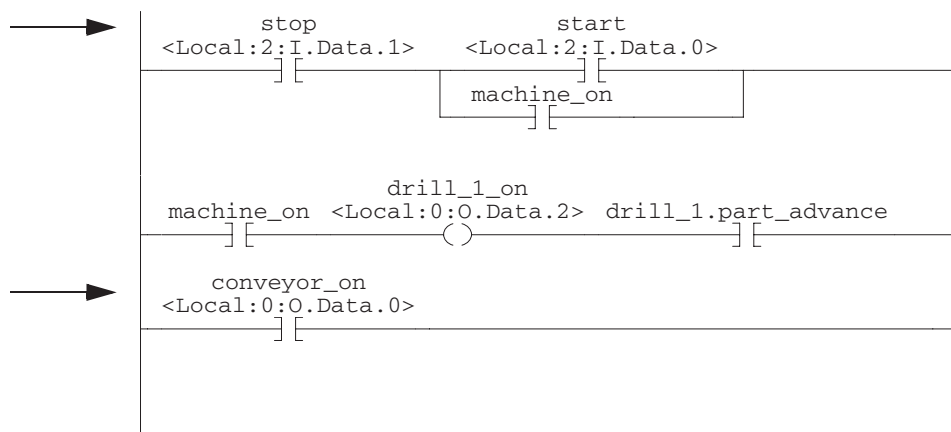 stop start
<Local:2:I.Data.1> <Local:2:I.Data.0>
machine_on
drill_1_on
machine_on <Local:0:O.Data.2> drill_1.part_advance
conveyor_on
<Local:0:O.Data.0>